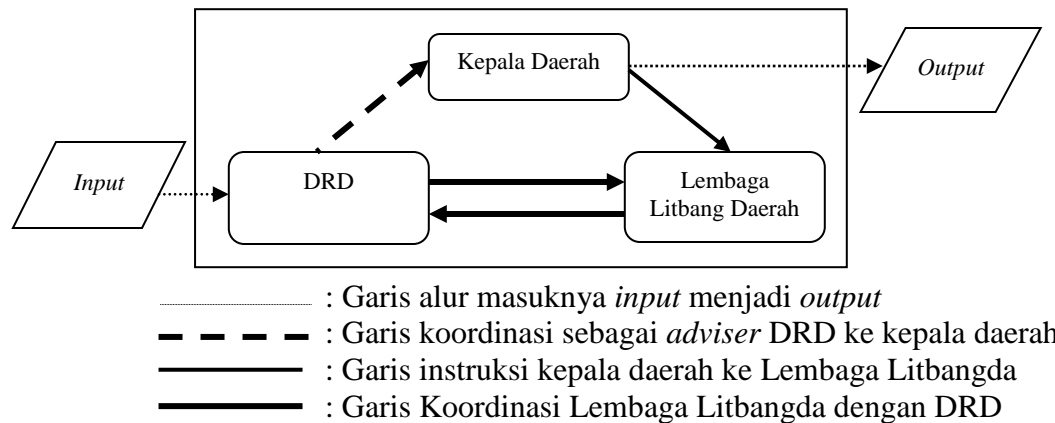 Kepala Daerah
Output
Input
DRD
Lembaga
Litbang Daerah
: Garis alur masuknya input menjadi output
: Garis koordinasi sebagai adviser DRD ke kepala daerah
: Garis instruksi kepala daerah ke Lembaga Litbangda
: Garis Koordinasi Lembaga Litbangda dengan DRD